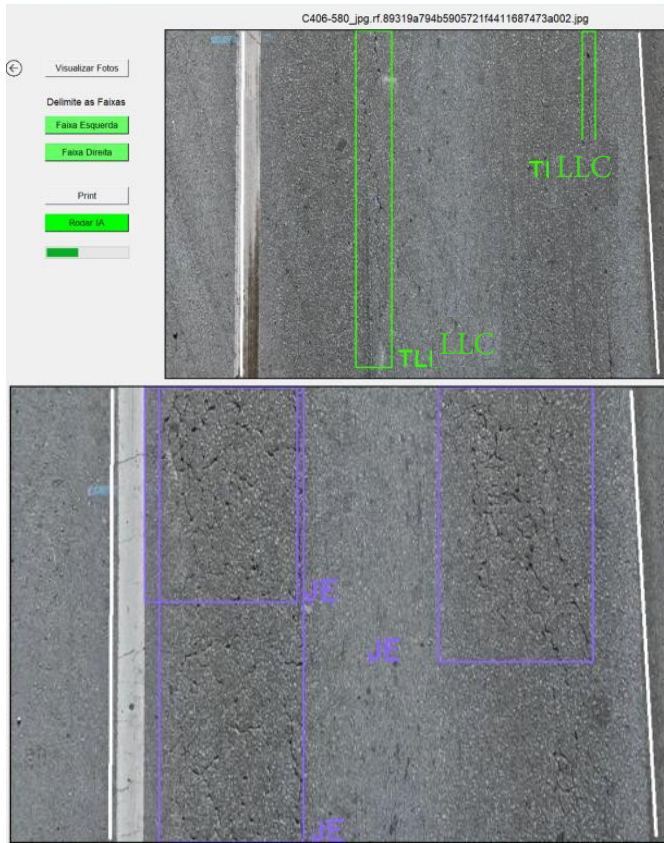 C406-580_jpg.rf.89319a794b5905721f4411687473a002.jpg
Visualizar Fotos
Delimite as Faixas
Faixa Esquerda
Faixa Direita
Print
Rodar IA
TI LLC
TLI LLC
JE
JE
JE